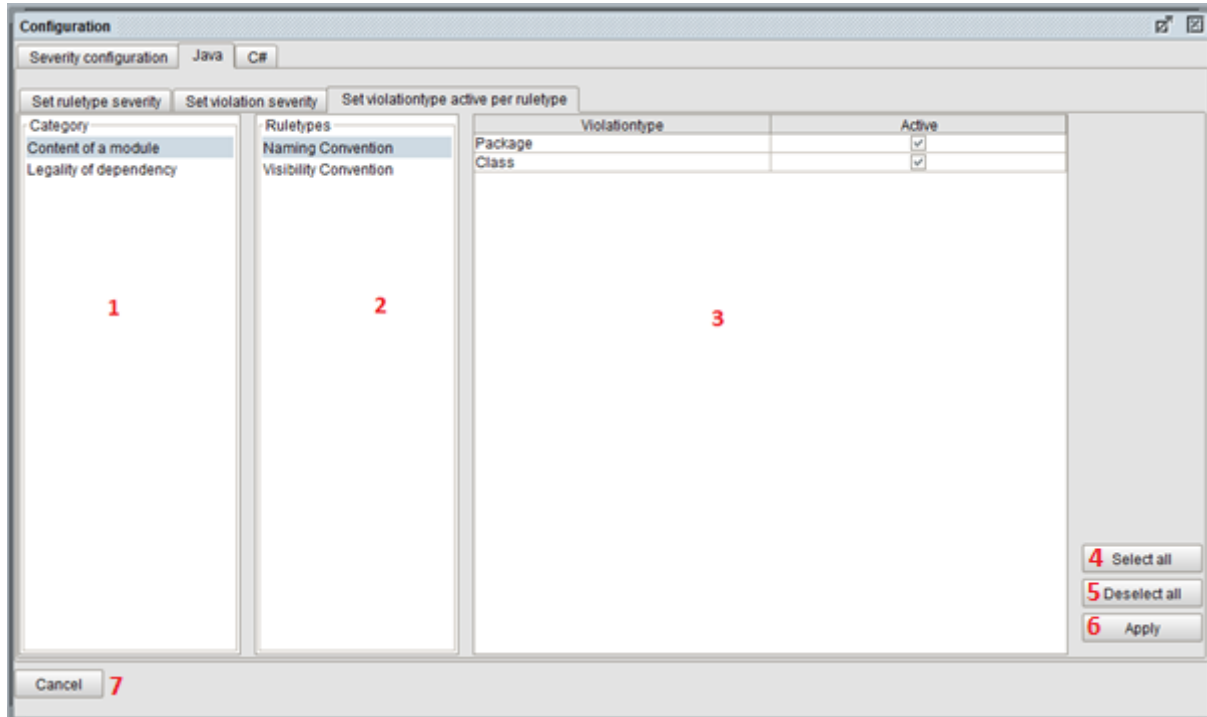 Configuration
Severity configuration Java C#
Set ruletype severity Set violation severity Set violationtype active per ruletype
Category Ruletypes Violationtype Active
Content of a module Naming Convention Package
Legality of dependency Visibility Convention Class
1 2 3
4 Select all
5 Deselect all
6 Apply
Cancel 7